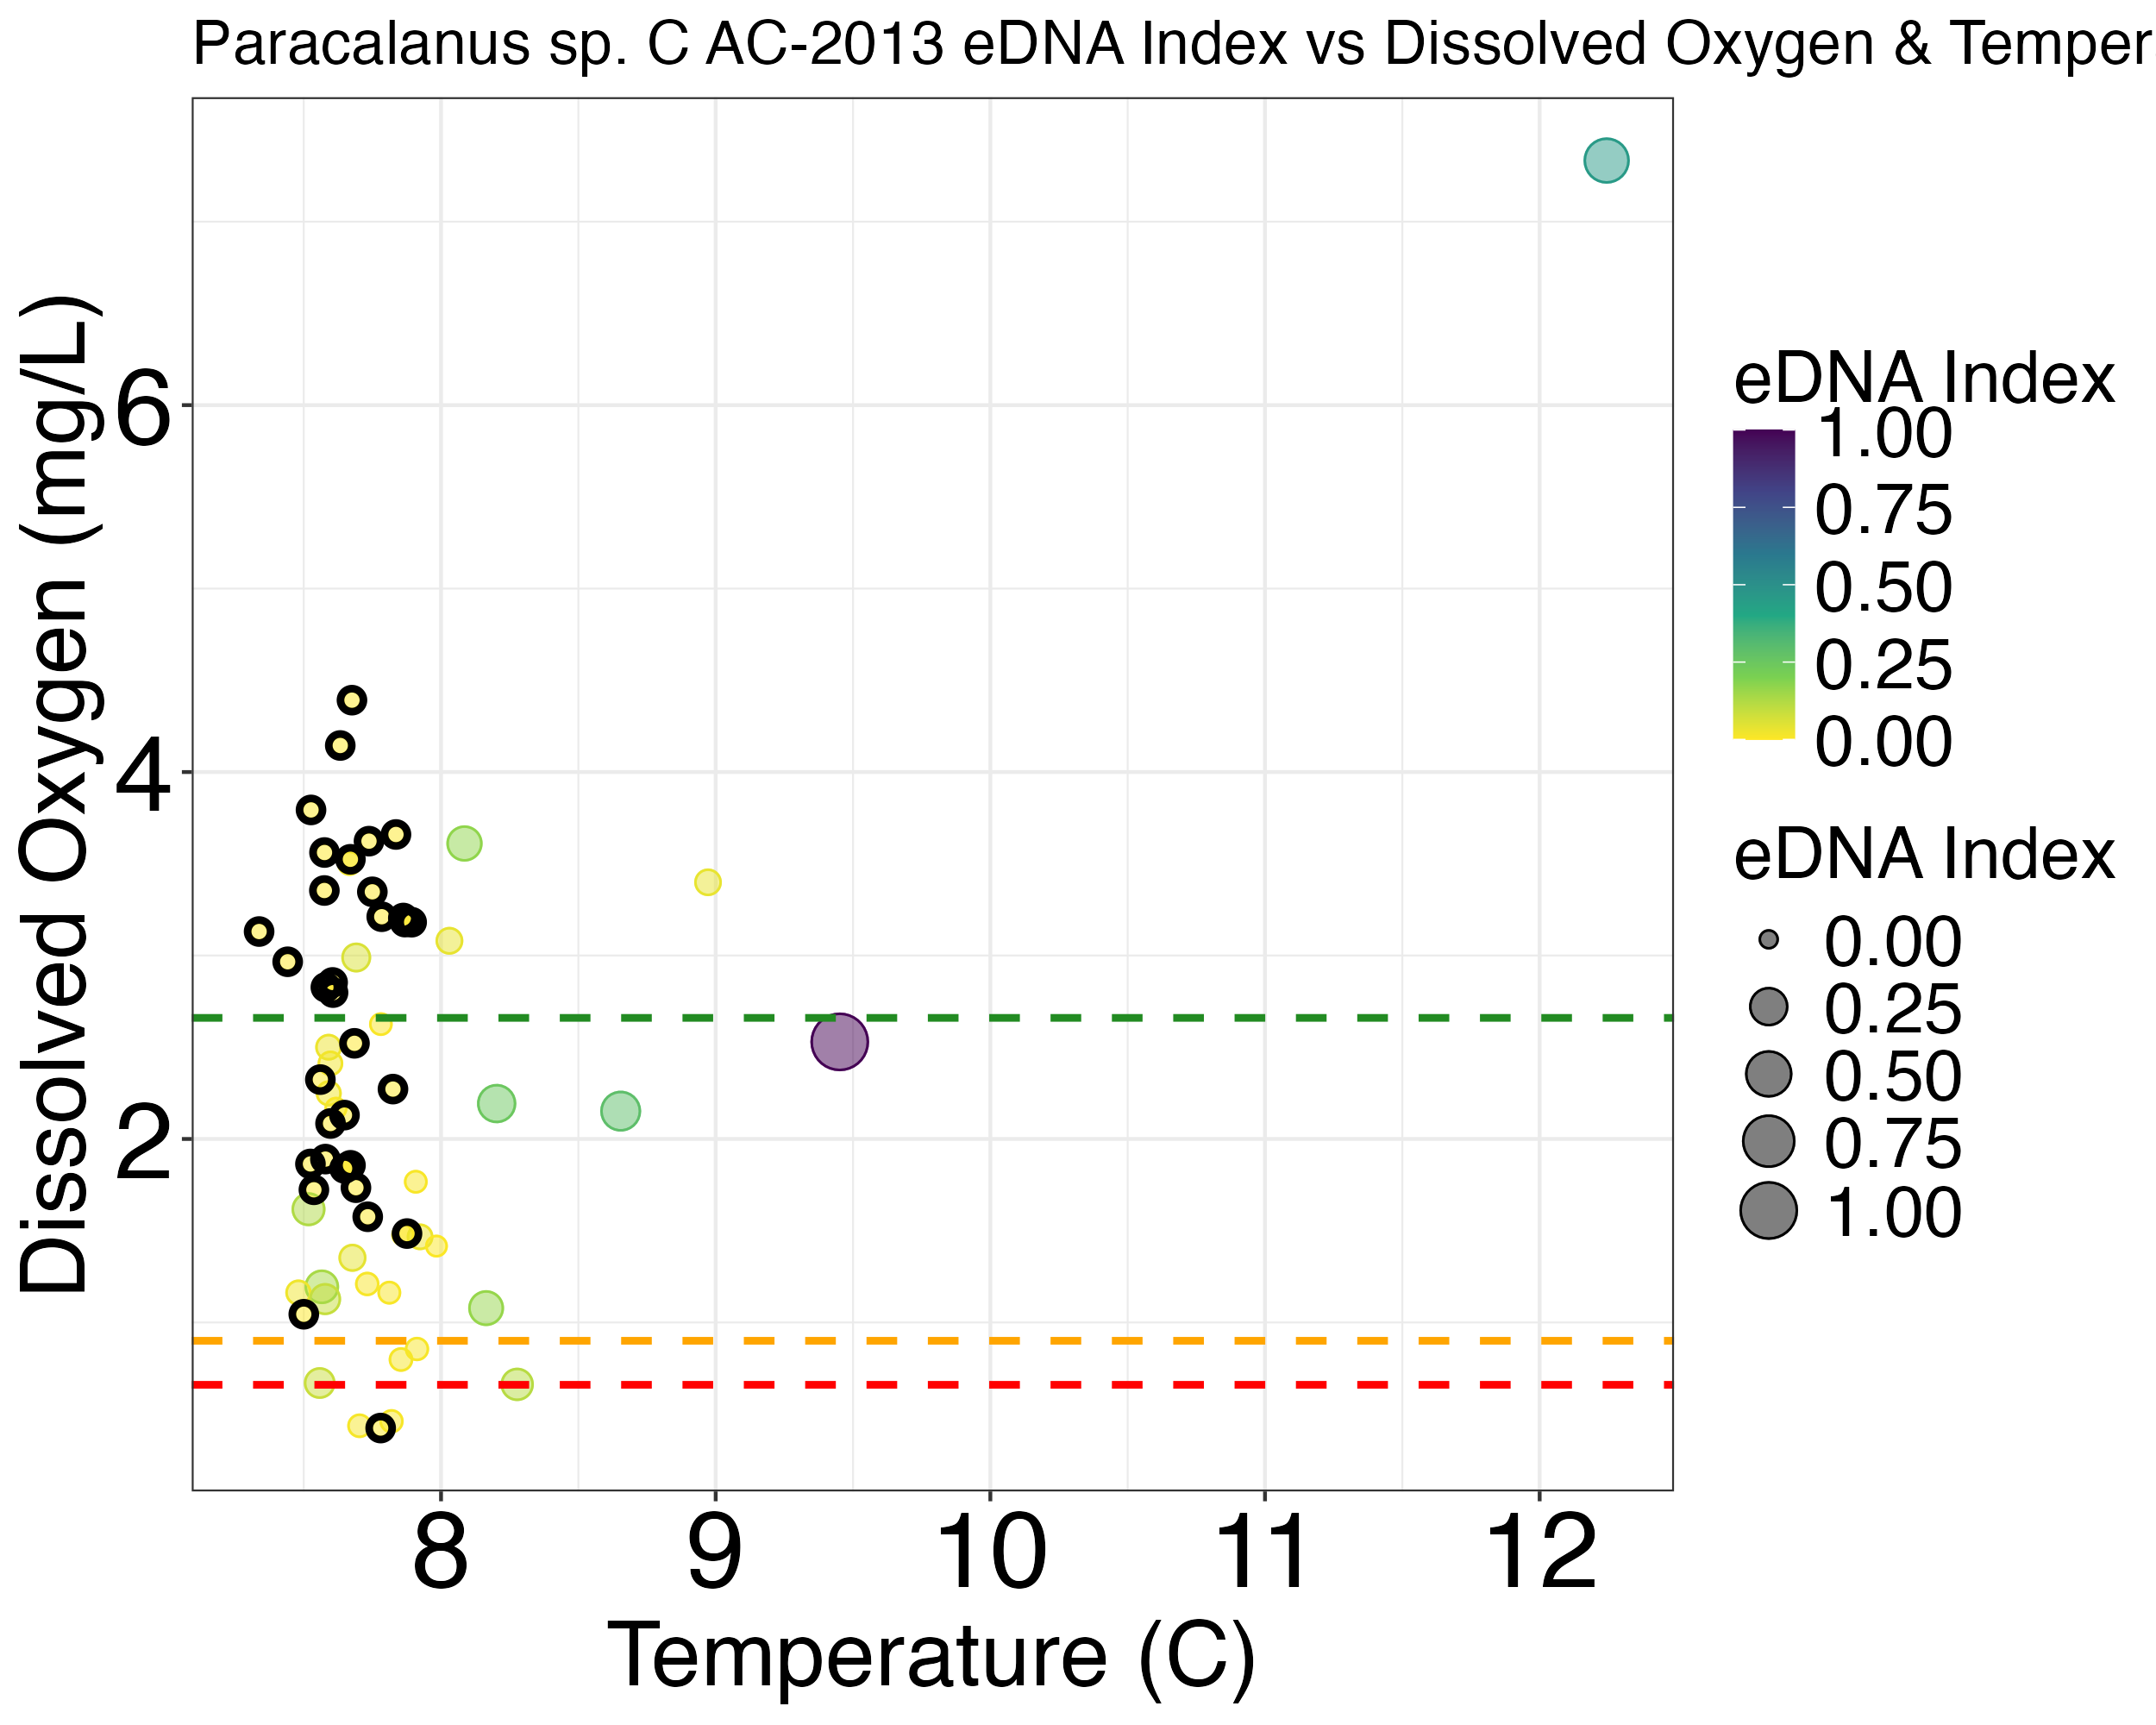 Paracalanus sp. C AC-2013 eDNA Index vs Dissolved Oxygen & Temper
Dissolved Oxygen (mg/L)
6
4
2
8 9 10 11 12
Temperature (C)
eDNA Index
1.00
0.75
0.50
0.25
0.00
eDNA Index
0.00
0.25
0.50
0.75
1.00